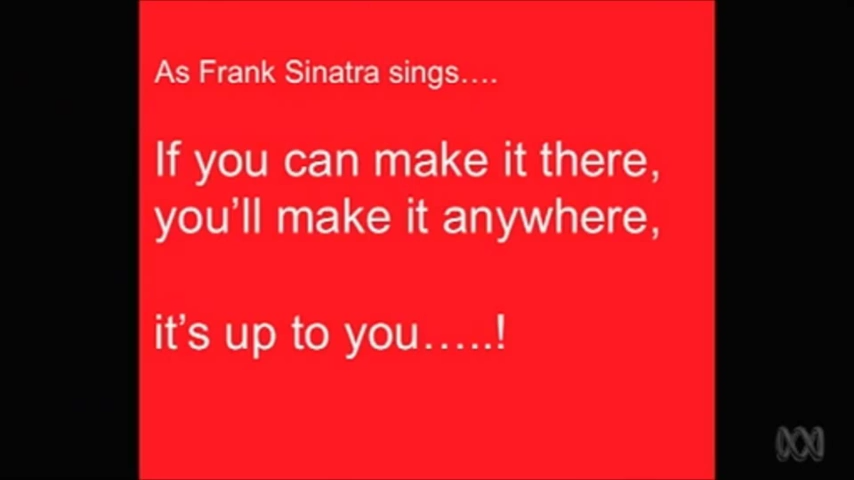 As Frank Sinatra sings....
If you can make it there,
you’ll make it anywhere,
it’s up to you.....!